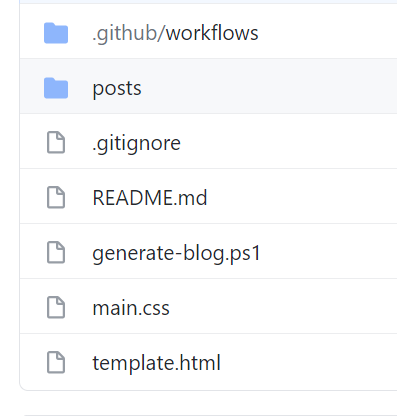 .github/workflows
posts
.gitignore
README.md
generate-blog.ps1
main.css
template.html